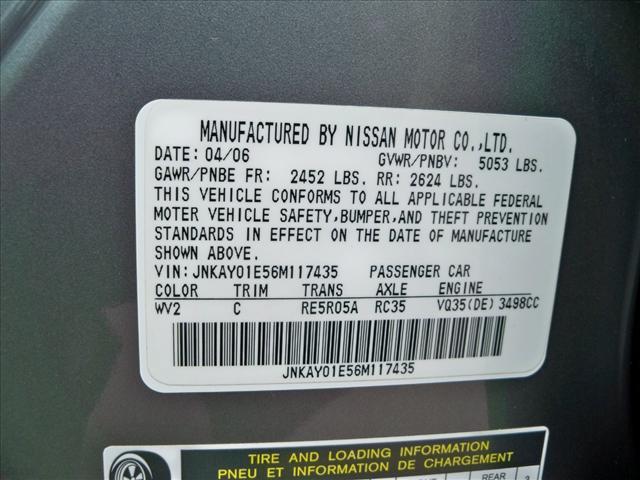 MANUFACTURED BY NISSAN MOTOR CO.,LTD.
DATE: 04/06 GVWR/PNBV: 5053 LBS.
GAWR/PNBE FR: 2452 LBS. RR: 2624 LBS.
THIS VEHICLE CONFORMS TO ALL APPLICABLE FEDERAL
MOTER VEHICLE SAFETY,BUMPER,AND THEFT PREVENTION
STANDARDS IN EFFECT ON THE DATE OF MANUFACTURE
SHOWN ABOVE.
VIN: JNKAY01E56M117435 PASSENGER CAR
COLOR TRIM TRANS AXLE ENGINE
WV2 C RE5R05A RC35 VQ35(DE) 3498CC
JNKAY01E56M117435
TIRE AND LOADING INFORMATION
PNEU ET INFORMATION DE CHARGEMENT
REAR